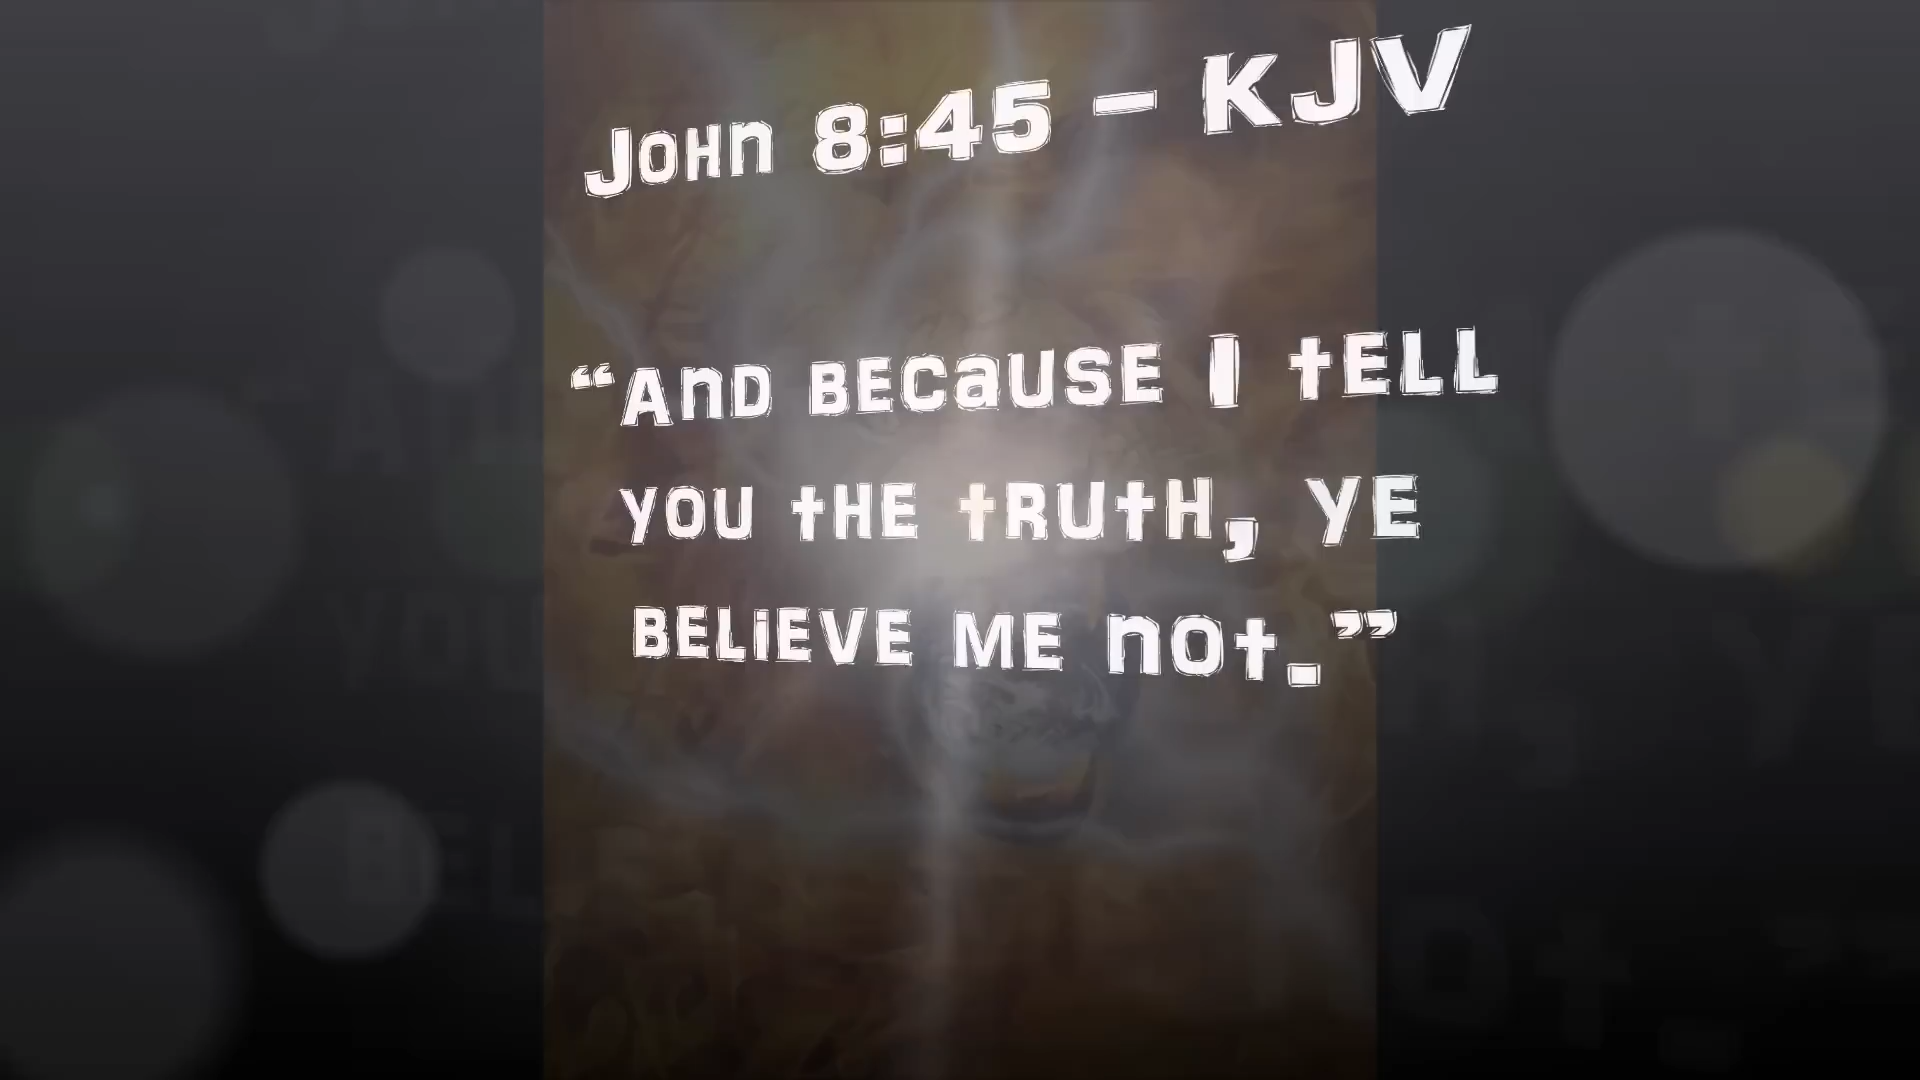 John 8:45 – KJV
“And because I tell
you the truth, ye
believe me not.”